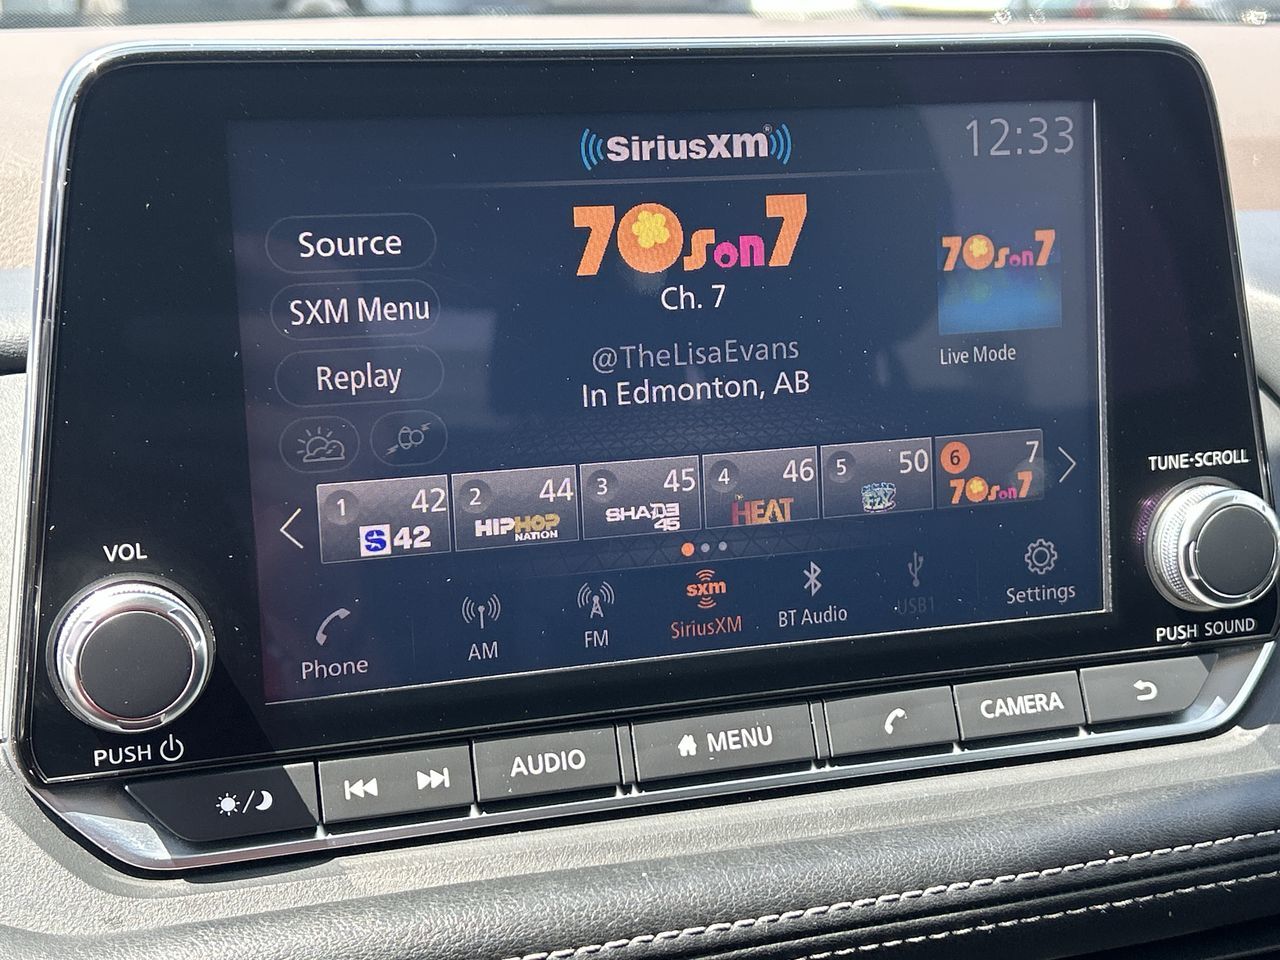 SiriusXM
12:33
Source
70s on 7
70s on 7
Ch. 7
SXM Menu
@TheLisaEvans
In Edmonton, AB
Live Mode
Replay
1 42
S 42
2 44
HIPHOP NATION
3 45
SHADE 45
4 46
THE HEAT
5 50
FLY
6 7
70s on 7
TUNE·SCROLL
VOL
Phone
AM
FM
sxm
SiriusXM
BT Audio
USB1
Settings
PUSH SOUND
PUSH
AUDIO
MENU
CAMERA